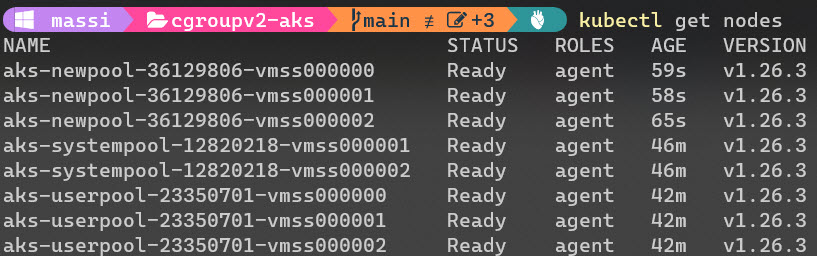 massi cgroupv2-aks main ≢ +3 kubectl get nodes
NAME STATUS ROLES AGE VERSION
aks-newpool-36129806-vmss000000 Ready agent 59s v1.26.3
aks-newpool-36129806-vmss000001 Ready agent 58s v1.26.3
aks-newpool-36129806-vmss000002 Ready agent 65s v1.26.3
aks-systempool-12820218-vmss000001 Ready agent 46m v1.26.3
aks-systempool-12820218-vmss000002 Ready agent 46m v1.26.3
aks-userpool-23350701-vmss000000 Ready agent 42m v1.26.3
aks-userpool-23350701-vmss000001 Ready agent 42m v1.26.3
aks-userpool-23350701-vmss000002 Ready agent 42m v1.26.3